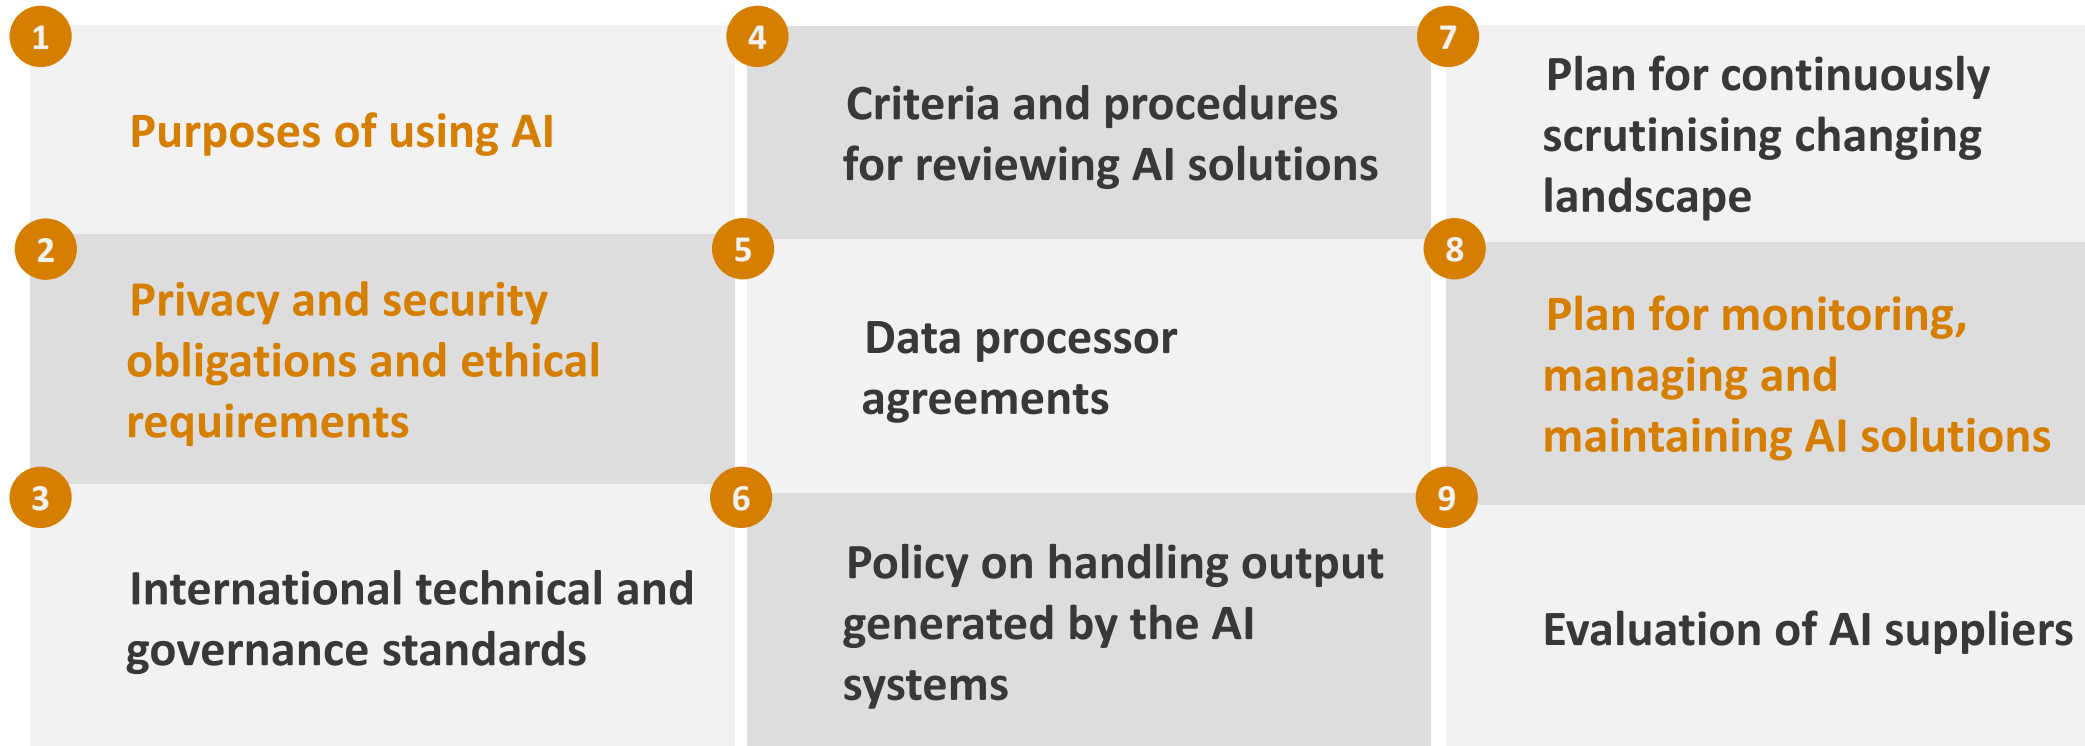 1
Purposes of using AI
2
Privacy and security
obligations and ethical
requirements
3
International technical and
governance standards
4
Criteria and procedures
for reviewing AI solutions
5
Data processor
agreements
6
Policy on handling output
generated by the AI
systems
7
Plan for continuously
scrutinising changing
landscape
8
Plan for monitoring,
managing and
maintaining AI solutions
9
Evaluation of AI suppliers